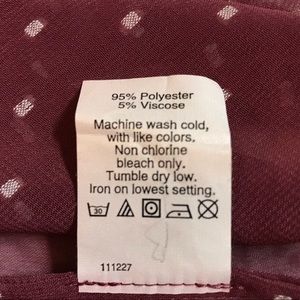 95% Polyester
5% Viscose
Machine wash cold,
with like colors.
Non chlorine
bleach only.
Tumble dry low.
Iron on lowest setting.
30
111227